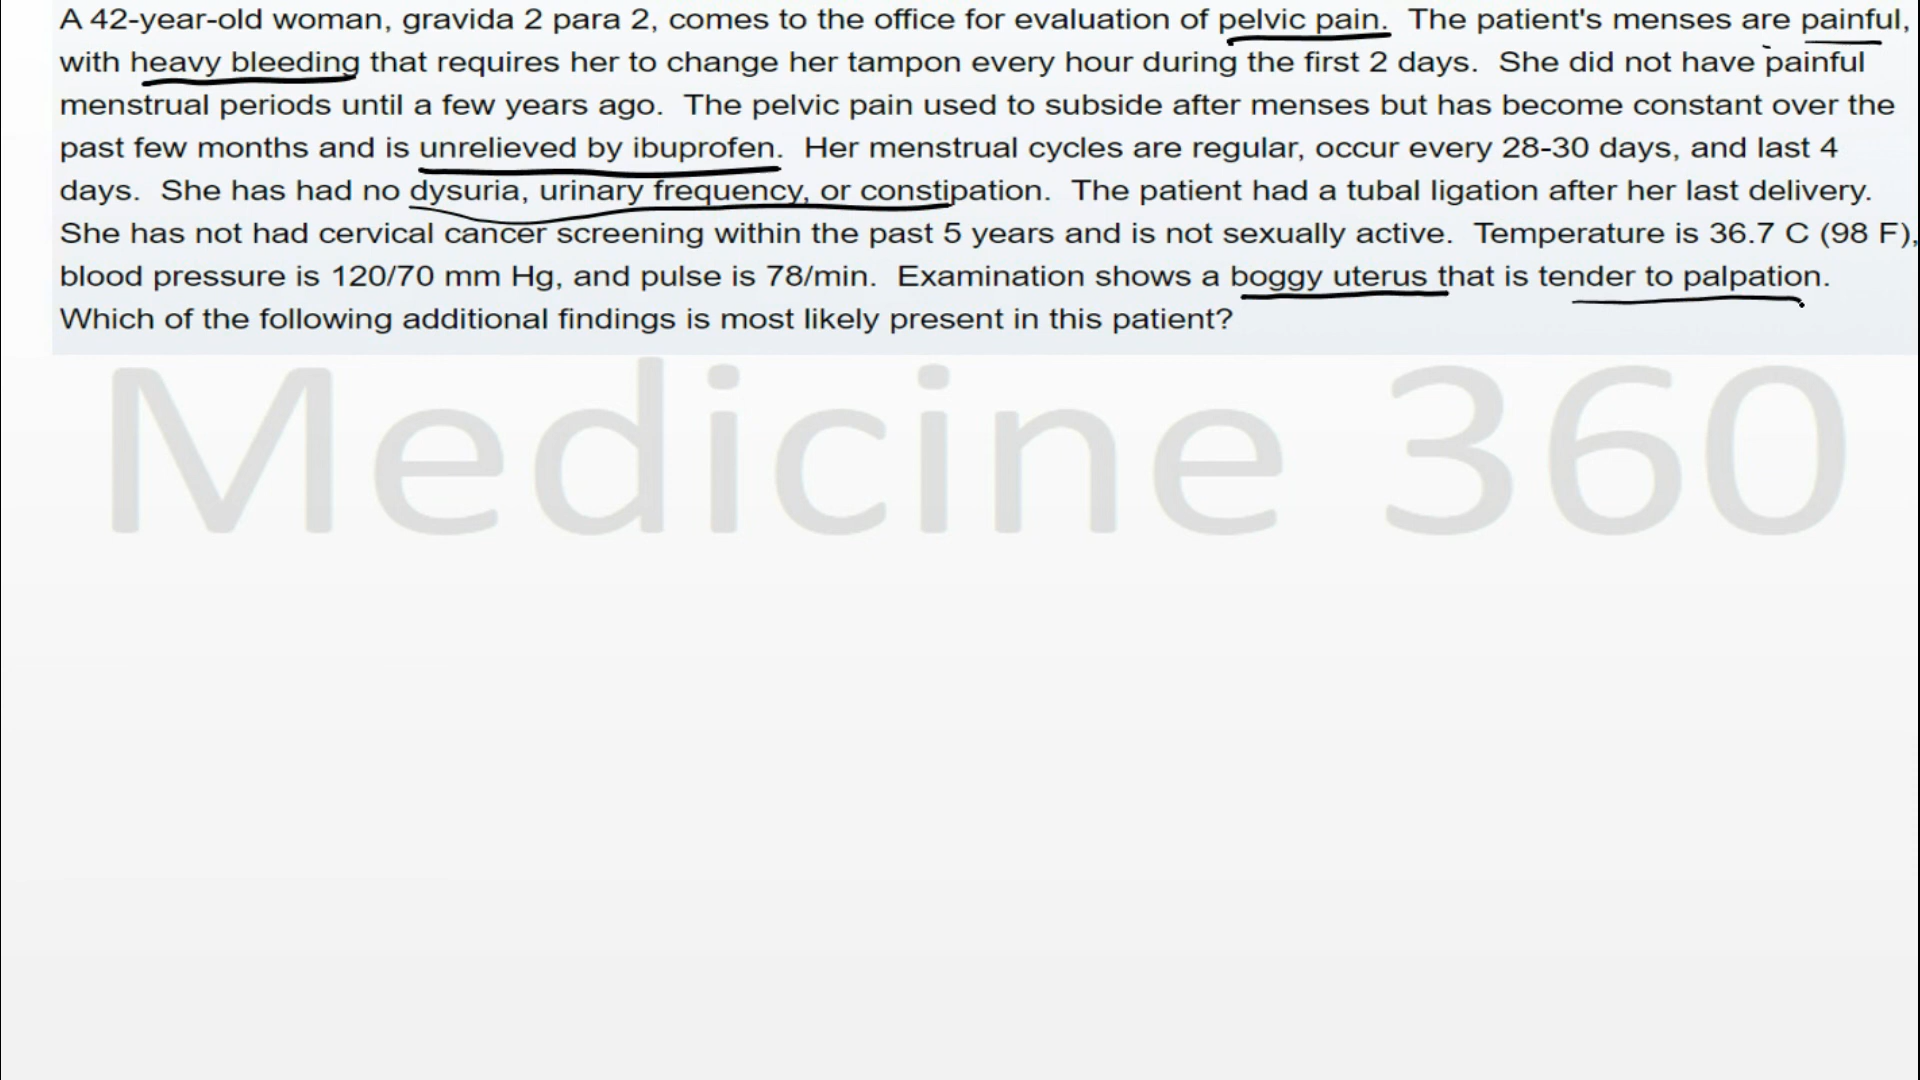 A 42-year-old woman, gravida 2 para 2, comes to the office for evaluation of pelvic pain. The patient's menses are painful,
with heavy bleeding that requires her to change her tampon every hour during the first 2 days. She did not have painful
menstrual periods until a few years ago. The pelvic pain used to subside after menses but has become constant over the
past few months and is unrelieved by ibuprofen. Her menstrual cycles are regular, occur every 28-30 days, and last 4
days. She has had no dysuria, urinary frequency, or constipation. The patient had a tubal ligation after her last delivery.
She has not had cervical cancer screening within the past 5 years and is not sexually active. Temperature is 36.7 C (98 F),
blood pressure is 120/70 mm Hg, and pulse is 78/min. Examination shows a boggy uterus that is tender to palpation.
Which of the following additional findings is most likely present in this patient?
Medicine 360